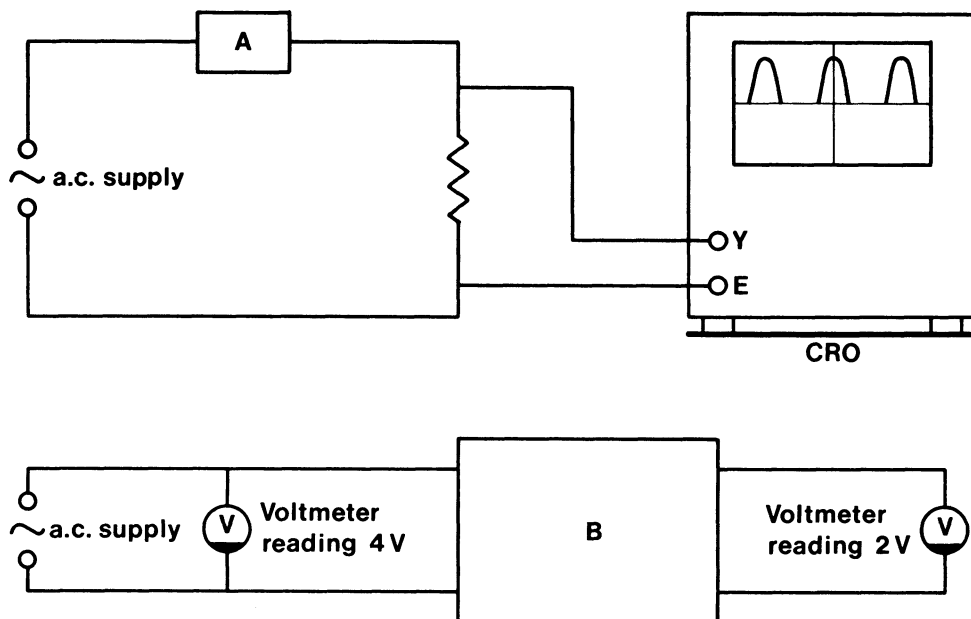 A
a.c. supply
Y
E
CRO
a.c. supply
V
Voltmeter
reading 4 V
B
Voltmeter
reading 2 V
V